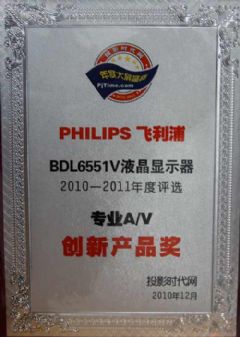 PjTime.com
PHILIPS 飞利浦
BDL6551V液晶显示器
2010—2011年度评选
专业A/V
创新产品奖
投影时代网
2010年12月